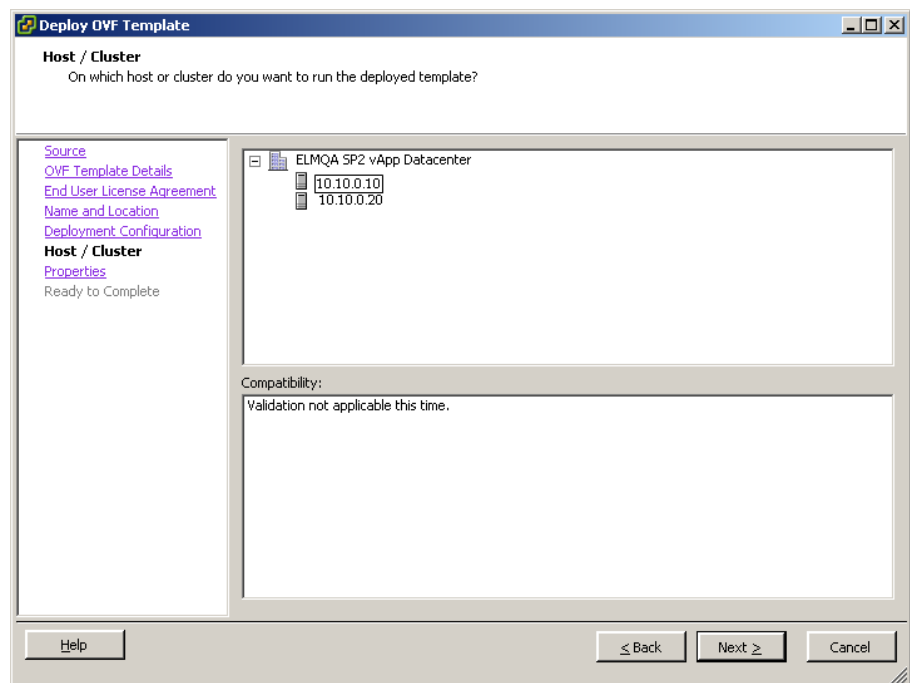 Deploy OVF Template
Host / Cluster
On which host or cluster do you want to run the deployed template?
Source
OVF Template Details
End User License Agreement
Name and Location
Deployment Configuration
Host / Cluster
Properties
Ready to Complete
ELMQA SP2 vApp Datacenter
10.10.0.10
10.10.0.20
Compatibility:
Validation not applicable this time.
Help
≤ Back
Next ≥
Cancel